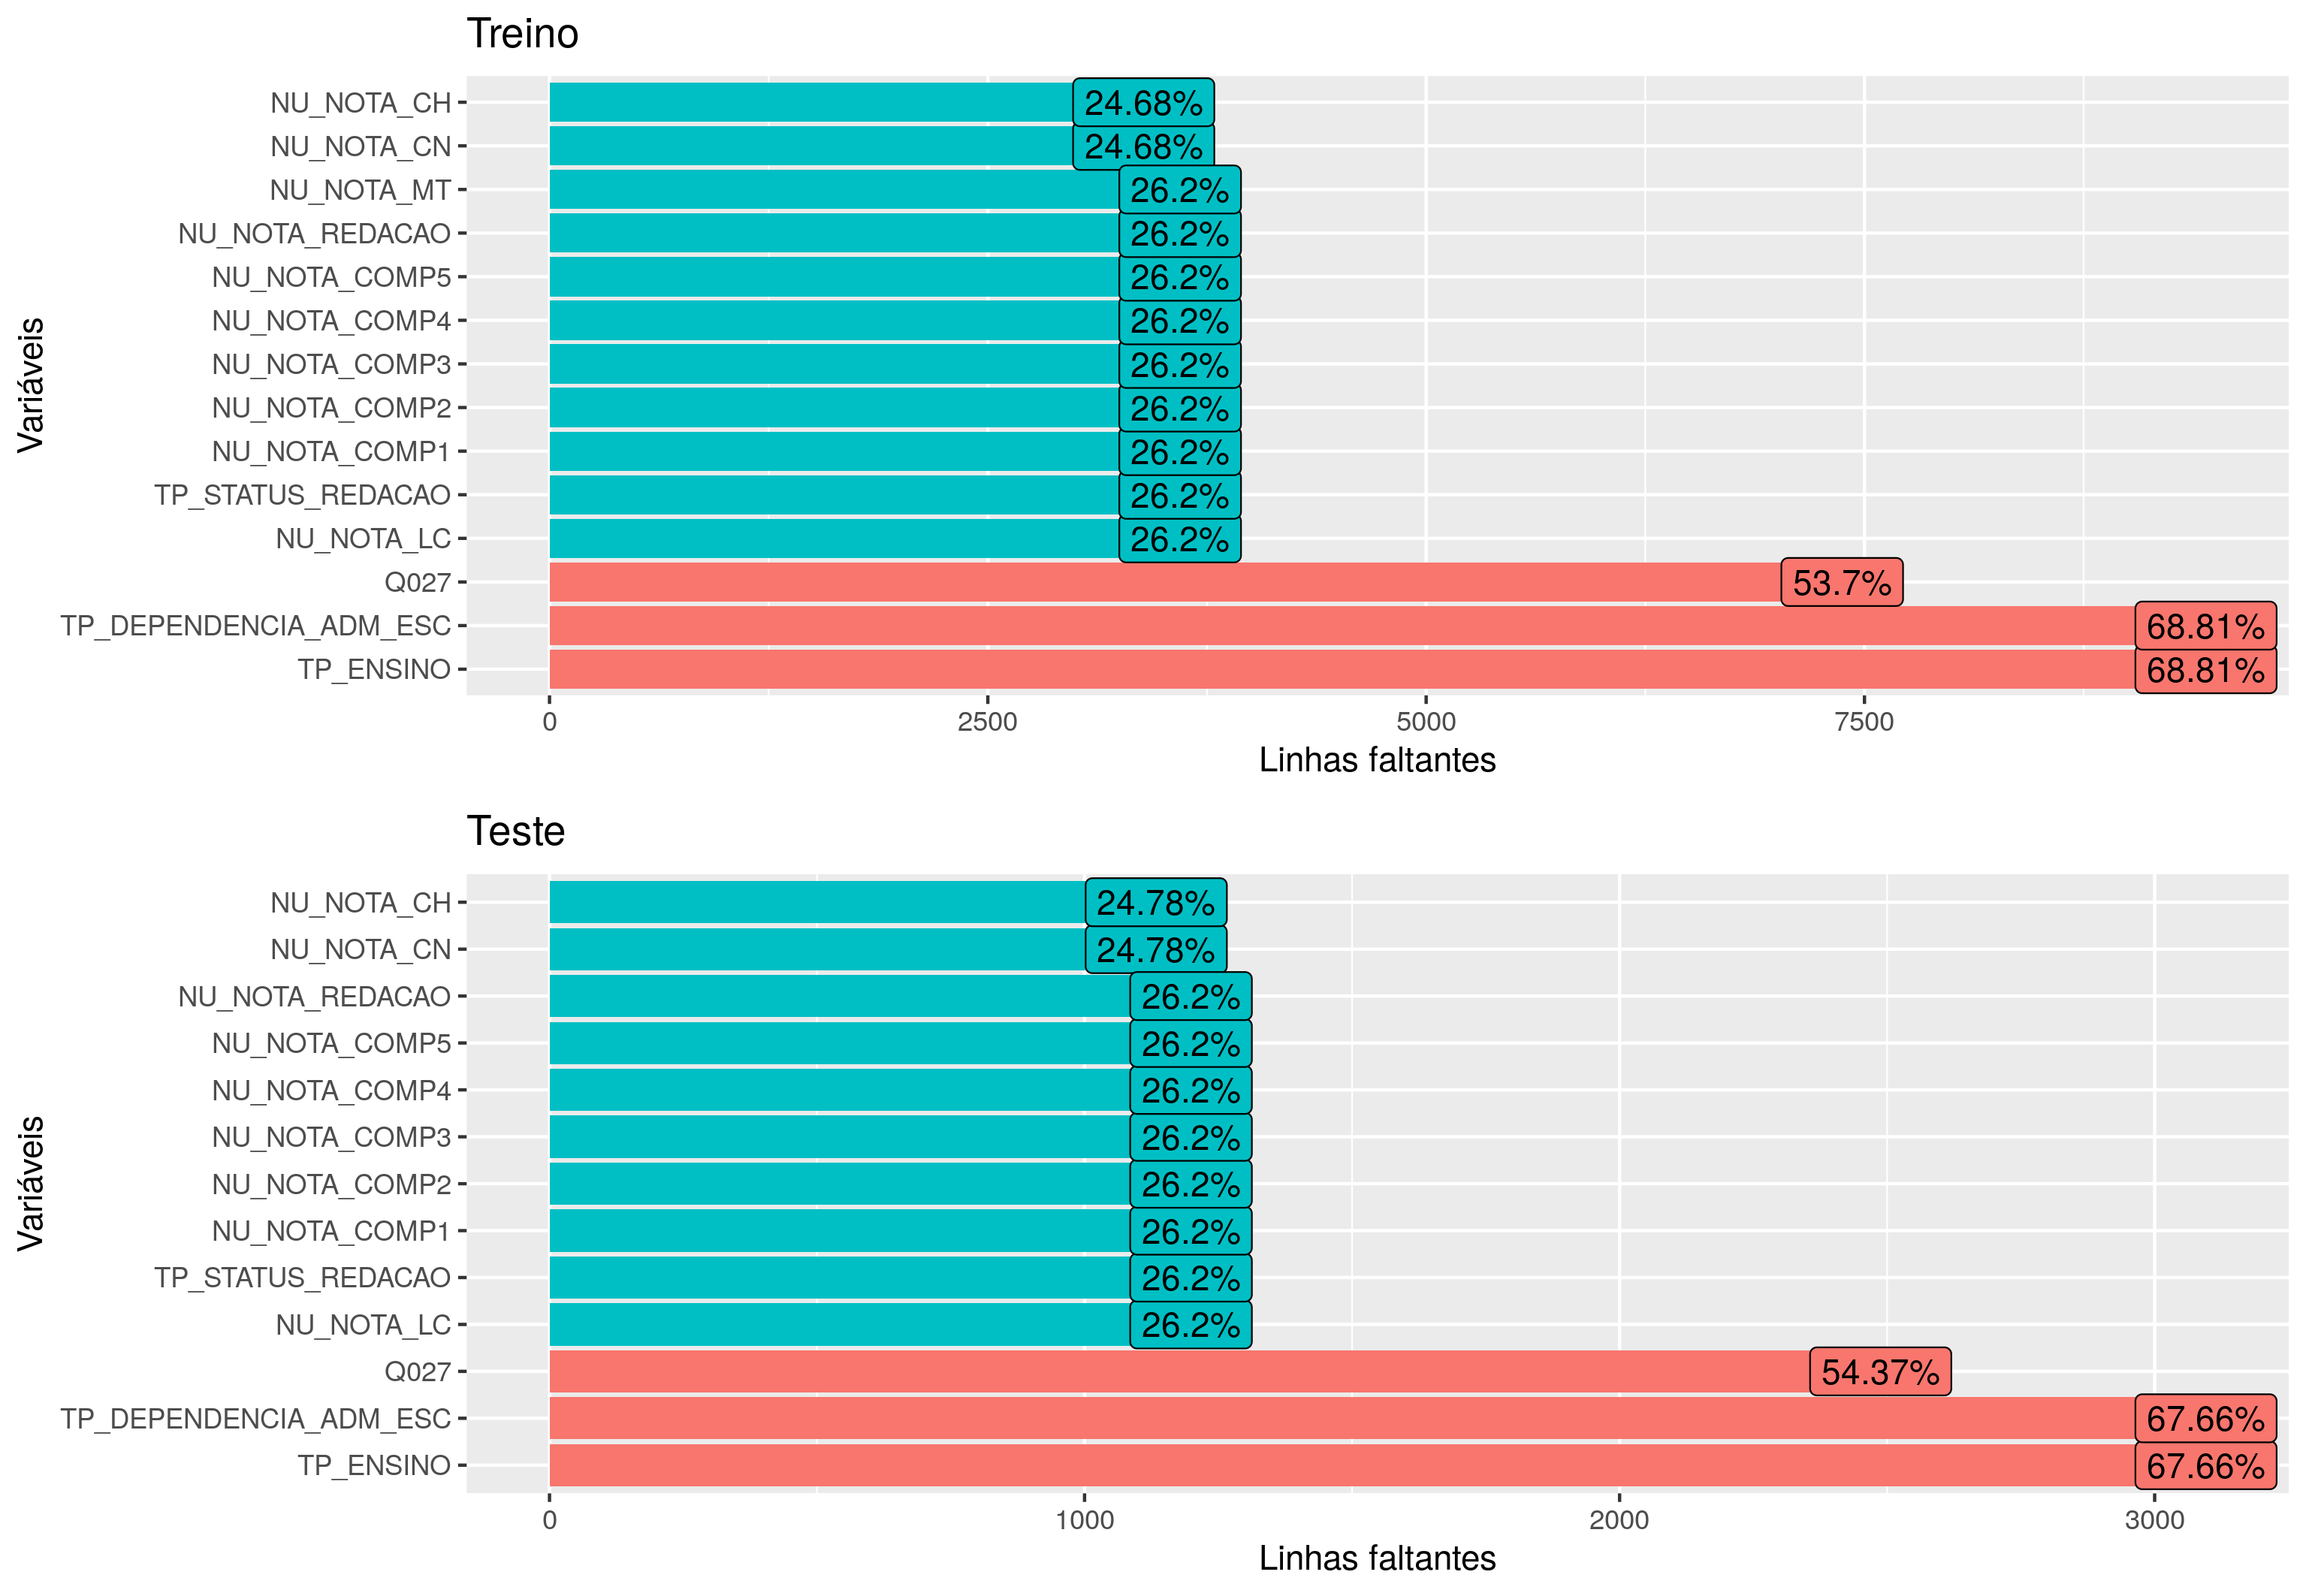 Treino
Variáveis
NU_NOTA_CH 24.68%
NU_NOTA_CN 24.68%
NU_NOTA_MT 26.2%
NU_NOTA_REDACAO 26.2%
NU_NOTA_COMP5 26.2%
NU_NOTA_COMP4 26.2%
NU_NOTA_COMP3 26.2%
NU_NOTA_COMP2 26.2%
NU_NOTA_COMP1 26.2%
TP_STATUS_REDACAO 26.2%
NU_NOTA_LC 26.2%
Q027 53.7%
TP_DEPENDENCIA_ADM_ESC 68.81%
TP_ENSINO 68.81%
0 2500 5000 7500
Linhas faltantes
Teste
Variáveis
NU_NOTA_CH 24.78%
NU_NOTA_CN 24.78%
NU_NOTA_REDACAO 26.2%
NU_NOTA_COMP5 26.2%
NU_NOTA_COMP4 26.2%
NU_NOTA_COMP3 26.2%
NU_NOTA_COMP2 26.2%
NU_NOTA_COMP1 26.2%
TP_STATUS_REDACAO 26.2%
NU_NOTA_LC 26.2%
Q027 54.37%
TP_DEPENDENCIA_ADM_ESC 67.66%
TP_ENSINO 67.66%
0 1000 2000 3000
Linhas faltantes